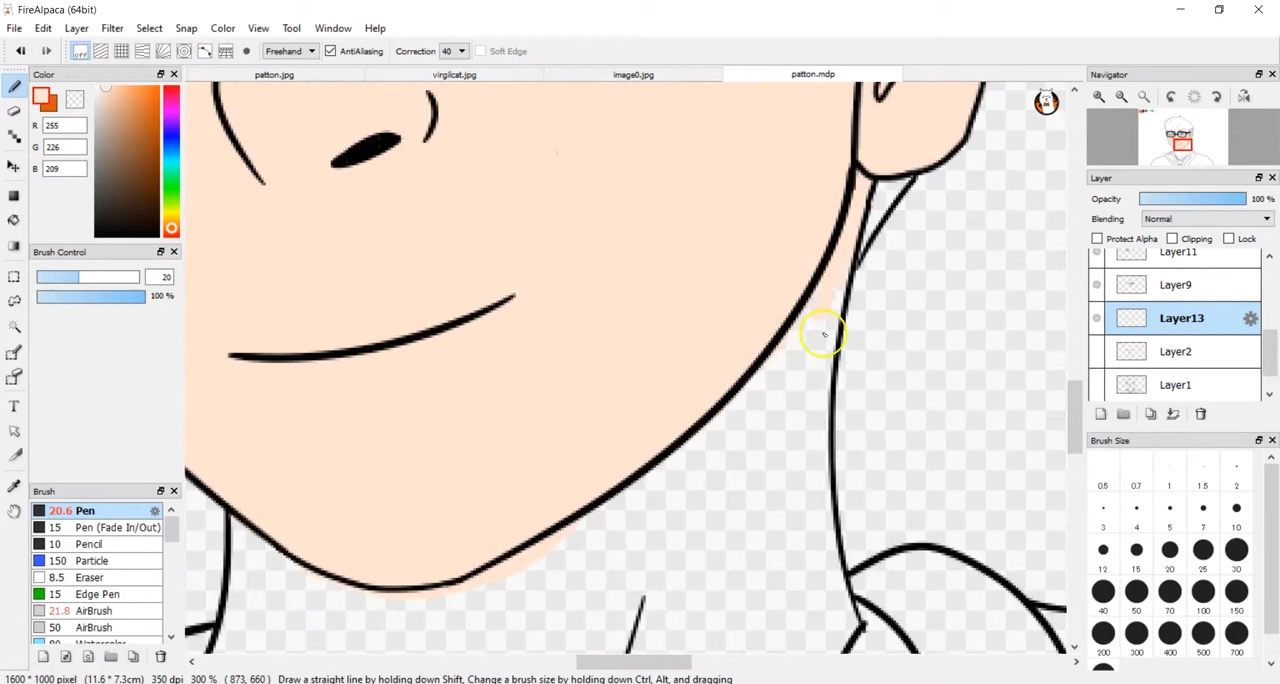 FireAlpaca (64bit)
File Edit Layer Filter Select Snap Color View Tool Window Help
off Freehand AntiAliasing Correction 40 Soft Edge
Color
patton.jpg virgilcat.jpg image0.jpg patton.mdp
Navigator
R 255
G 226
B 209
Layer
Opacity 100 %
Blending Normal
Protect Alpha Clipping Lock
Layer11
Layer9
Layer13
Layer2
Layer1
Brush Control
20
100 %
Brush Size
0.5 0.7 1 1.5 2
3 4 5 7 10
12 15 20 25 30
40 50 70 100 150
200 300 400 500 700
Brush
20.6 Pen
15 Pen (Fade In/Out)
10 Pencil
150 Particle
8.5 Eraser
15 Edge Pen
21.8 AirBrush
50 AirBrush
80 Watercolor
1600 * 1000 pixel (11.6 * 7.3cm) 350 dpi 300 % (873, 660) Draw a straight line by holding down Shift, Change a brush size by holding down Ctrl, Alt, and dragging